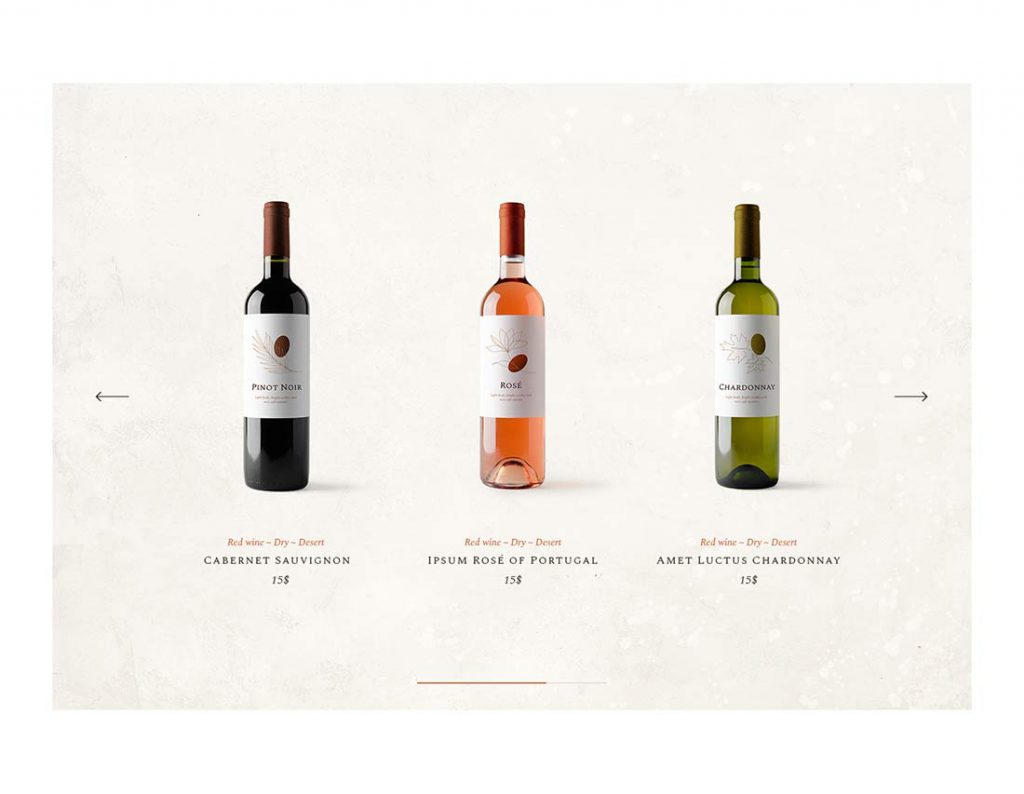 Pinot Noir
Rosé
Chardonnay
Red wine ~ Dry ~ Desert
Cabernet Sauvignon
15$
Red wine ~ Dry ~ Desert
Ipsum Rosé of Portugal
15$
Red wine ~ Dry ~ Desert
Amet Luctus Chardonnay
15$